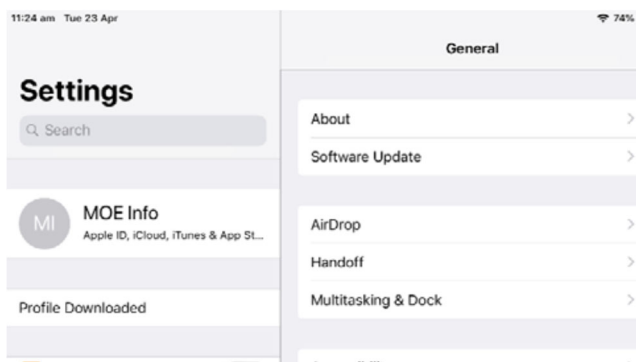 11:24 am Tue 23 Apr
74%
Settings
Search
MI
MOE Info
Apple ID, iCloud, iTunes & App St...
Profile Downloaded
General
About
Software Update
AirDrop
Handoff
Multitasking & Dock